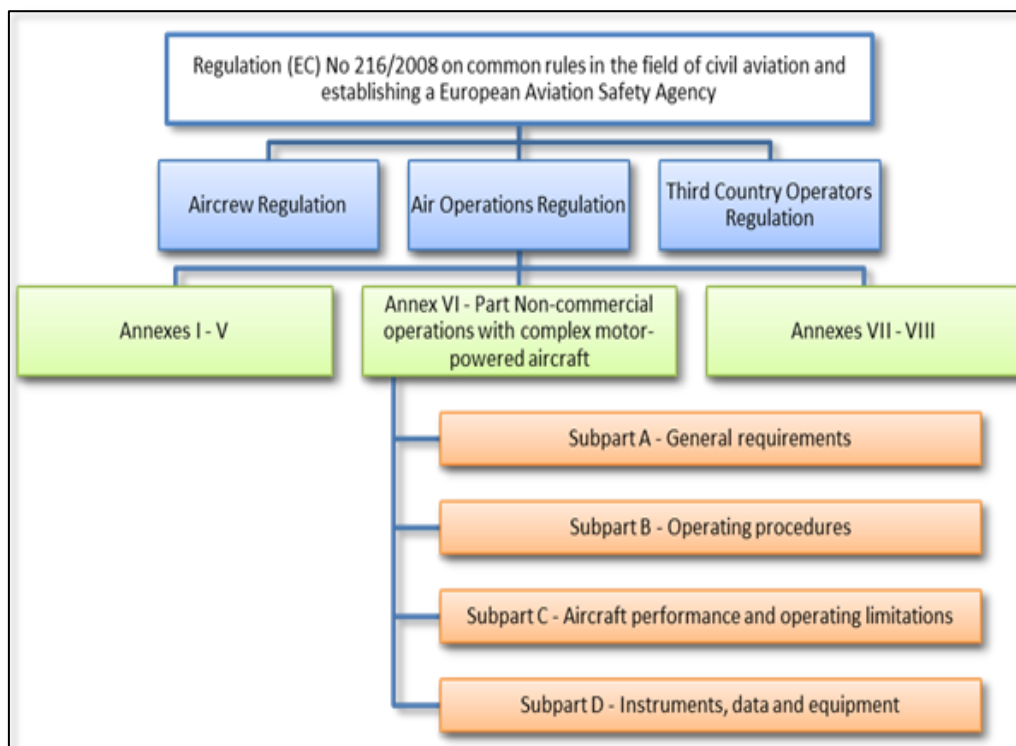 Regulation (EC) No 216/2008 on common rules in the field of civil aviation and
establishing a European Aviation Safety Agency
Aircrew Regulation
Air Operations Regulation
Third Country Operators
Regulation
Annexes I - V
Annex VI - Part Non-commercial
operations with complex motor-
powered aircraft
Annexes VII - VIII
Subpart A - General requirements
Subpart B - Operating procedures
Subpart C - Aircraft performance and operating limitations
Subpart D - Instruments, data and equipment